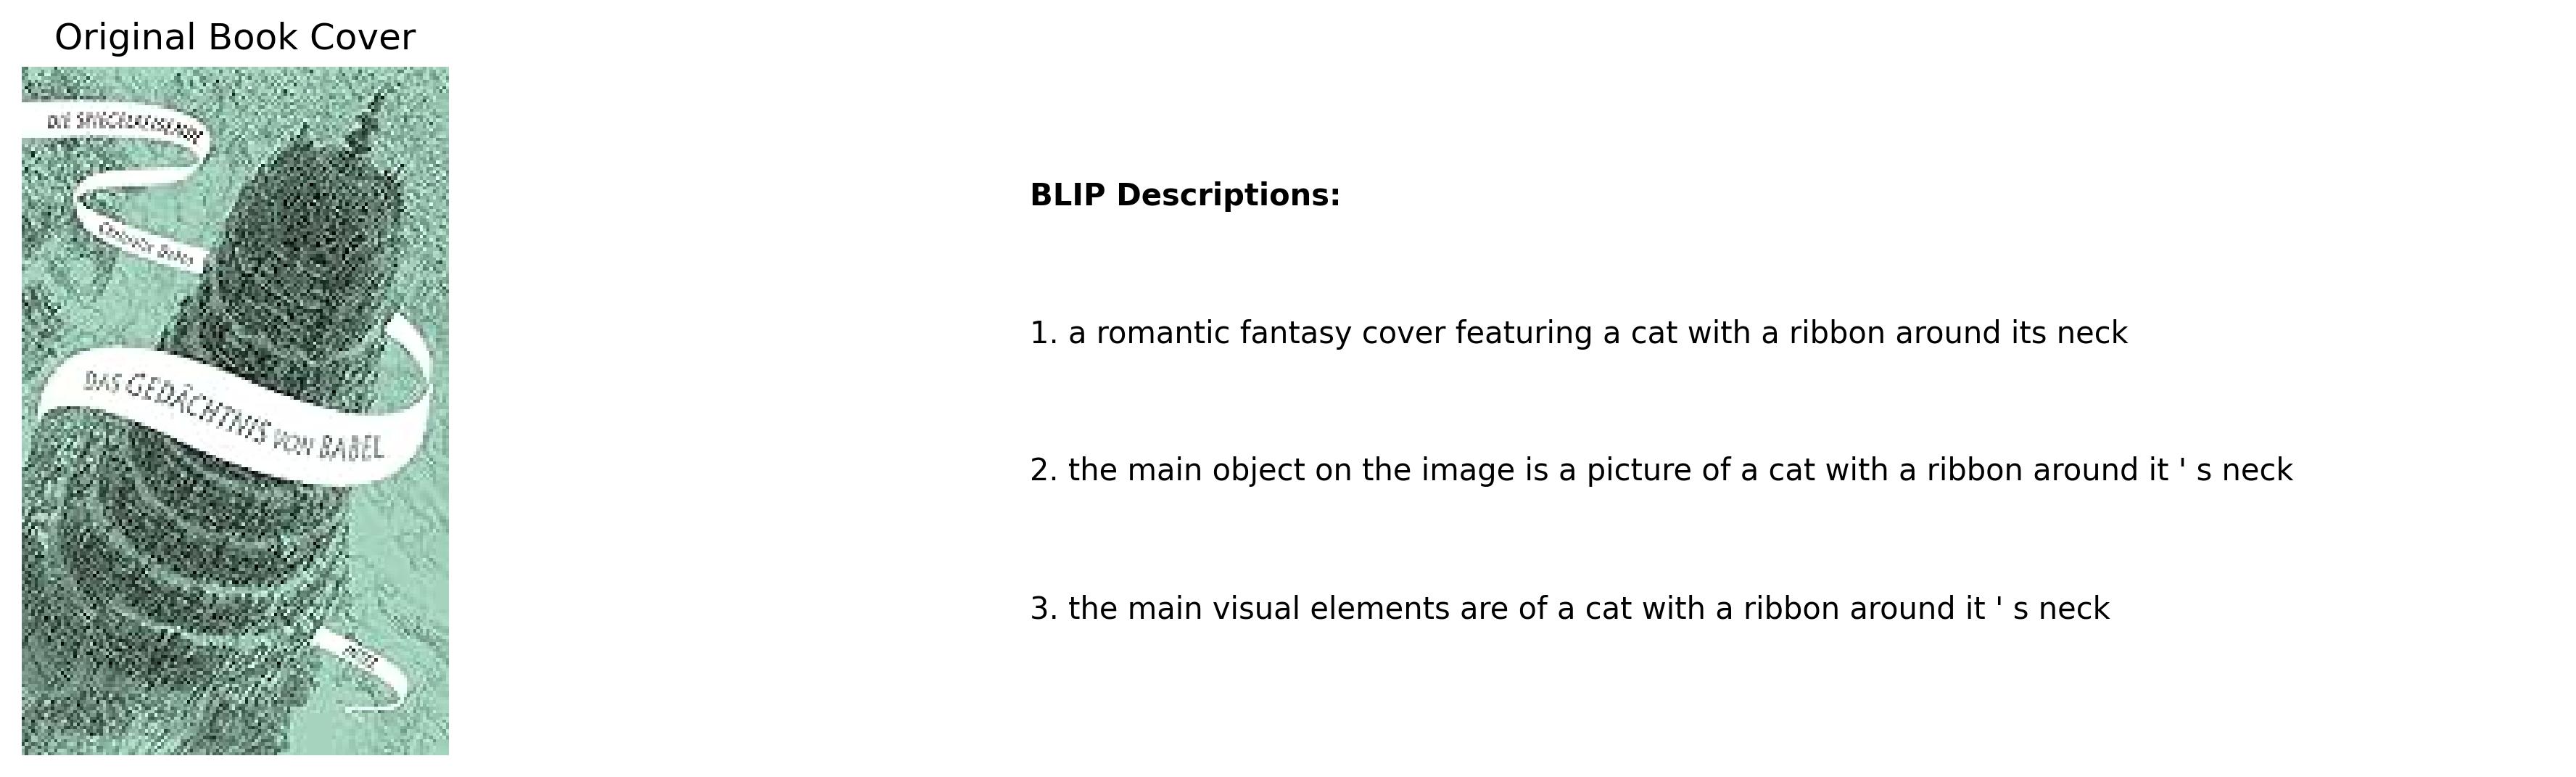 Original Book Cover
DIE SPIEGELREISENDE
Christelle Dabos
DAS GEDÄCHTNIS VON BABEL
BLIP Descriptions:
1. a romantic fantasy cover featuring a cat with a ribbon around its neck
2. the main object on the image is a picture of a cat with a ribbon around it ' s neck
3. the main visual elements are of a cat with a ribbon around it ' s neck